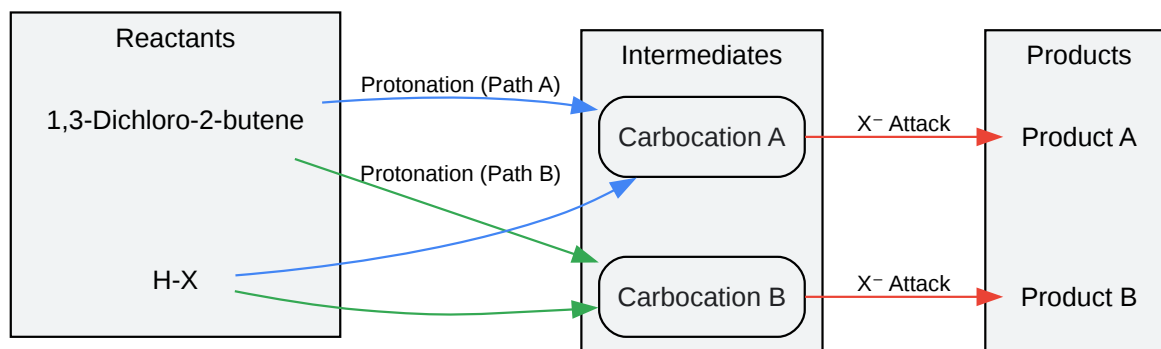 Reactants
Intermediates
Products
Protonation (Path A)
1,3-Dichloro-2-butene
Carbocation A
X⁻ Attack
Product A
Protonation (Path B)
H-X
Carbocation B
X⁻ Attack
Product B